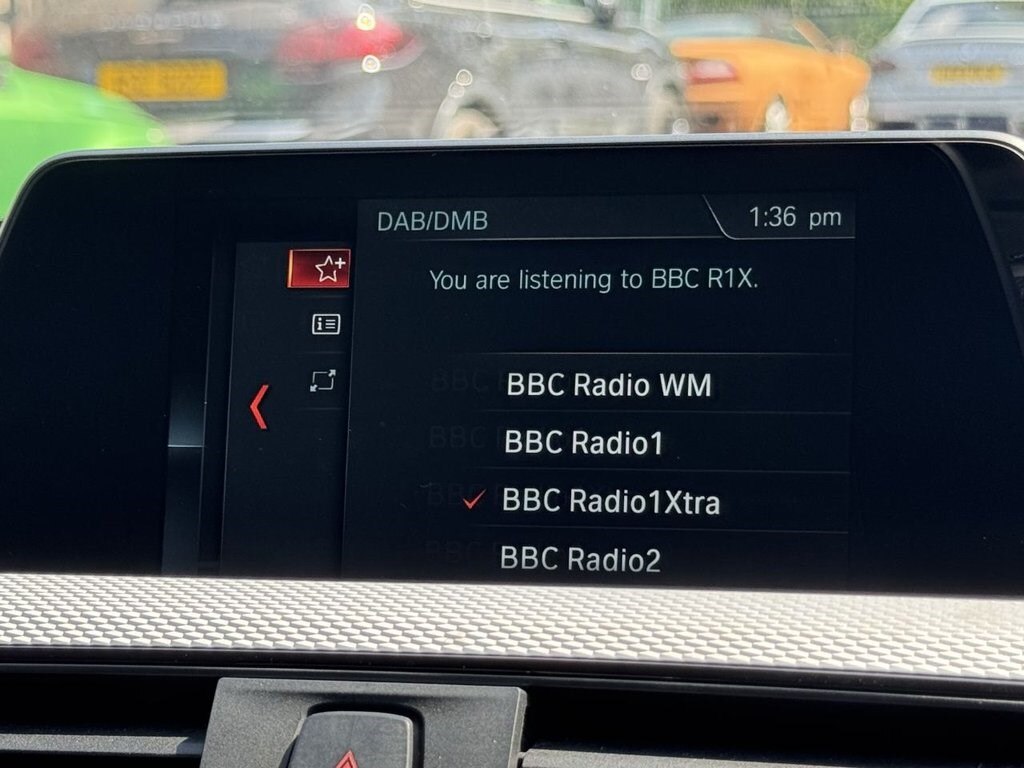 DAB/DMB
1:36 pm
You are listening to BBC R1X.
BBC Radio WM
BBC Radio1
BBC Radio1Xtra
BBC Radio2